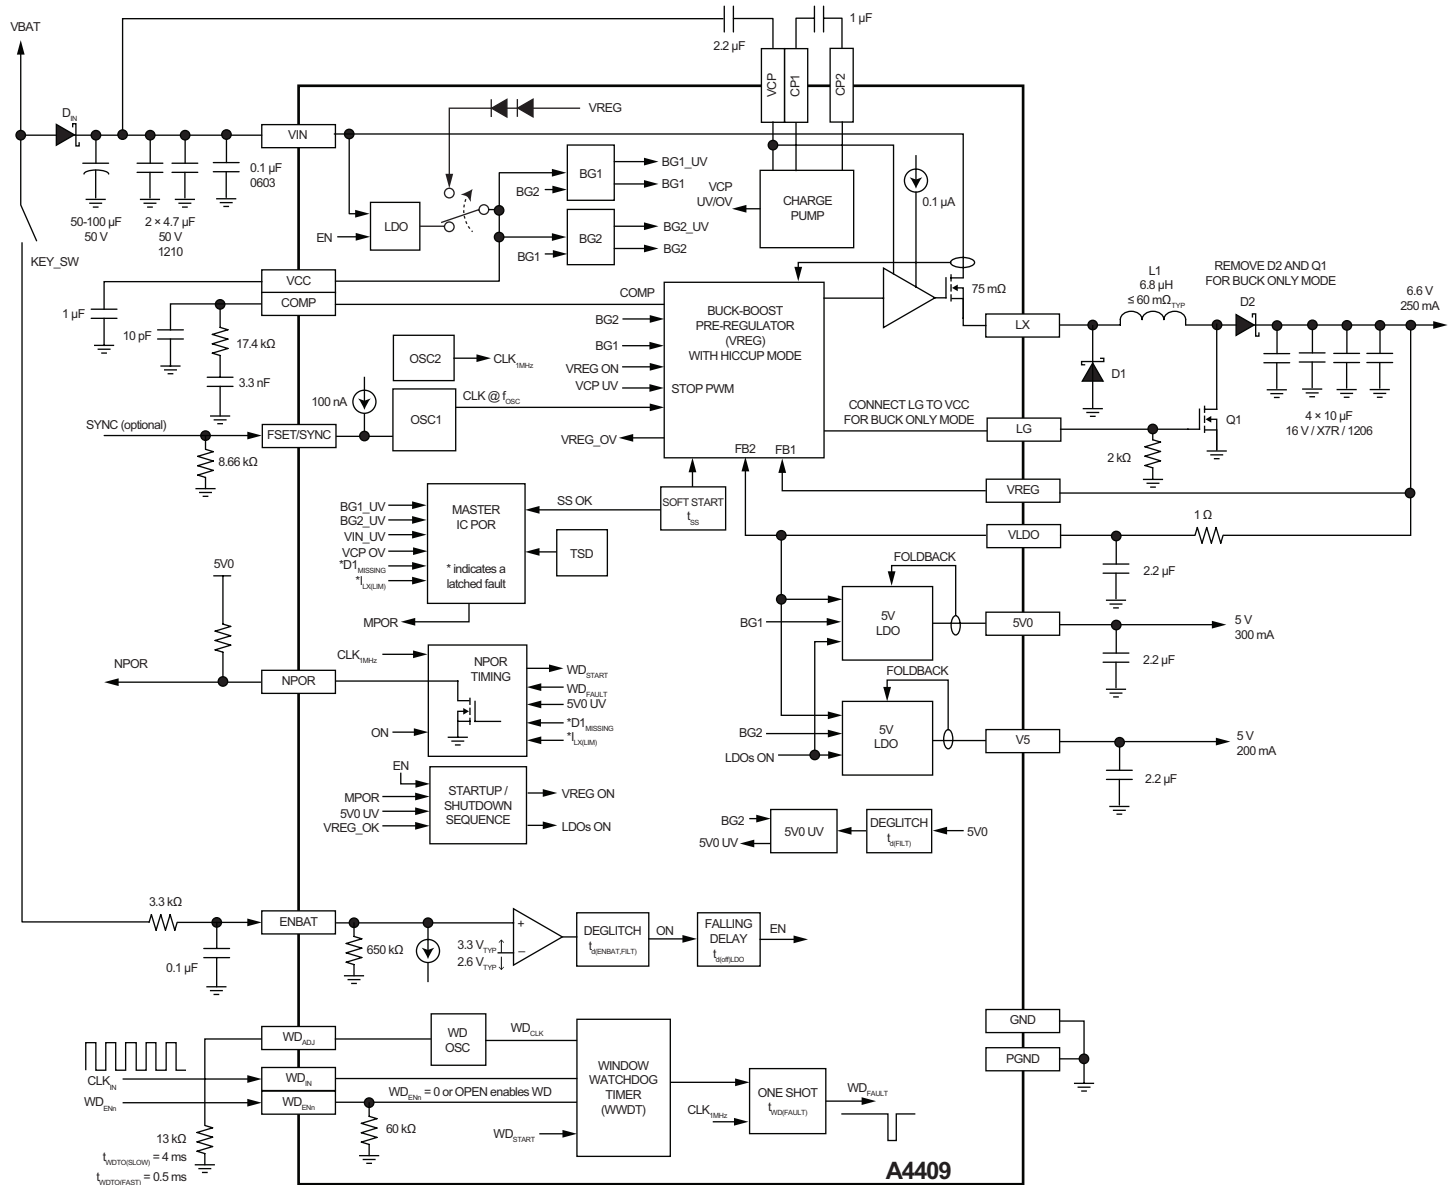 VBAT
2.2 µF
1 µF
VCP
CP1
CP2
D_IN
VIN
VREG
50-100 µF
50 V
2 × 4.7 µF
50 V
1210
0.1 µF
0603
KEY_SW
LDO
EN
BG2
BG1
BG1_UV
BG1
BG1
BG2
BG2_UV
BG2
VCP
UV/OV
CHARGE
PUMP
0.1 µA
75 mΩ
VCC
COMP
1 µF
10 pF
17.4 kΩ
3.3 nF
COMP
BG2
BG1
VREG ON
VCP UV
STOP PWM
BUCK-BOOST
PRE-REGULATOR
(VREG)
WITH HICCUP MODE
FB2
FB1
VREG_OV
OSC2
CLK_1MHz
100 nA
OSC1
CLK @ f_OSC
SYNC (optional)
FSET/SYNC
8.66 kΩ
LX
L1
6.8 µH
≤ 60 mΩ_TYP
REMOVE D2 AND Q1
FOR BUCK ONLY MODE
D2
D1
6.6 V
250 mA
4 × 10 µF
16 V / X7R / 1206
CONNECT LG TO VCC
FOR BUCK ONLY MODE
LG
Q1
2 kΩ
VREG
VLDO
1 Ω
2.2 µF
BG1_UV
BG2_UV
VIN_UV
VCP OV
*D1_MISSING
*I_LX(LIM)
MASTER
IC POR
* indicates a
latched fault
SS OK
SOFT START
t_SS
TSD
MPOR
FOLDBACK
BG1
5V
LDO
5V0
5 V
300 mA
2.2 µF
FOLDBACK
BG2
LDOs ON
5V
LDO
V5
5 V
200 mA
2.2 µF
5V0
NPOR
NPOR
CLK_1MHz
ON
NPOR
TIMING
WD_START
WD_FAULT
5V0 UV
*D1_MISSING
*I_LX(LIM)
EN
MPOR
5V0 UV
VREG_OK
STARTUP /
SHUTDOWN
SEQUENCE
VREG ON
LDOs ON
BG2
5V0 UV
5V0 UV
DEGLITCH
t_d(FILT)
5V0
3.3 kΩ
0.1 µF
ENBAT
650 kΩ
3.3 V_TYP
2.6 V_TYP
+
−
DEGLITCH
t_d(ENBAT,FILT)
ON
FALLING
DELAY
t_d(off)LDO
EN
CLK_IN
WD_ENn
WD_ADJ
WD_IN
WD_ENn
WD
OSC
WD_CLK
WD_ENn = 0 or OPEN enables WD
60 kΩ
WD_START
WINDOW
WATCHDOG
TIMER
(WWDT)
CLK_1MHz
ONE SHOT
t_WD(FAULT)
WD_FAULT
13 kΩ
t_WDTO(SLOW) = 4 ms
t_WDTO(FAST) = 0.5 ms
GND
PGND
A4409